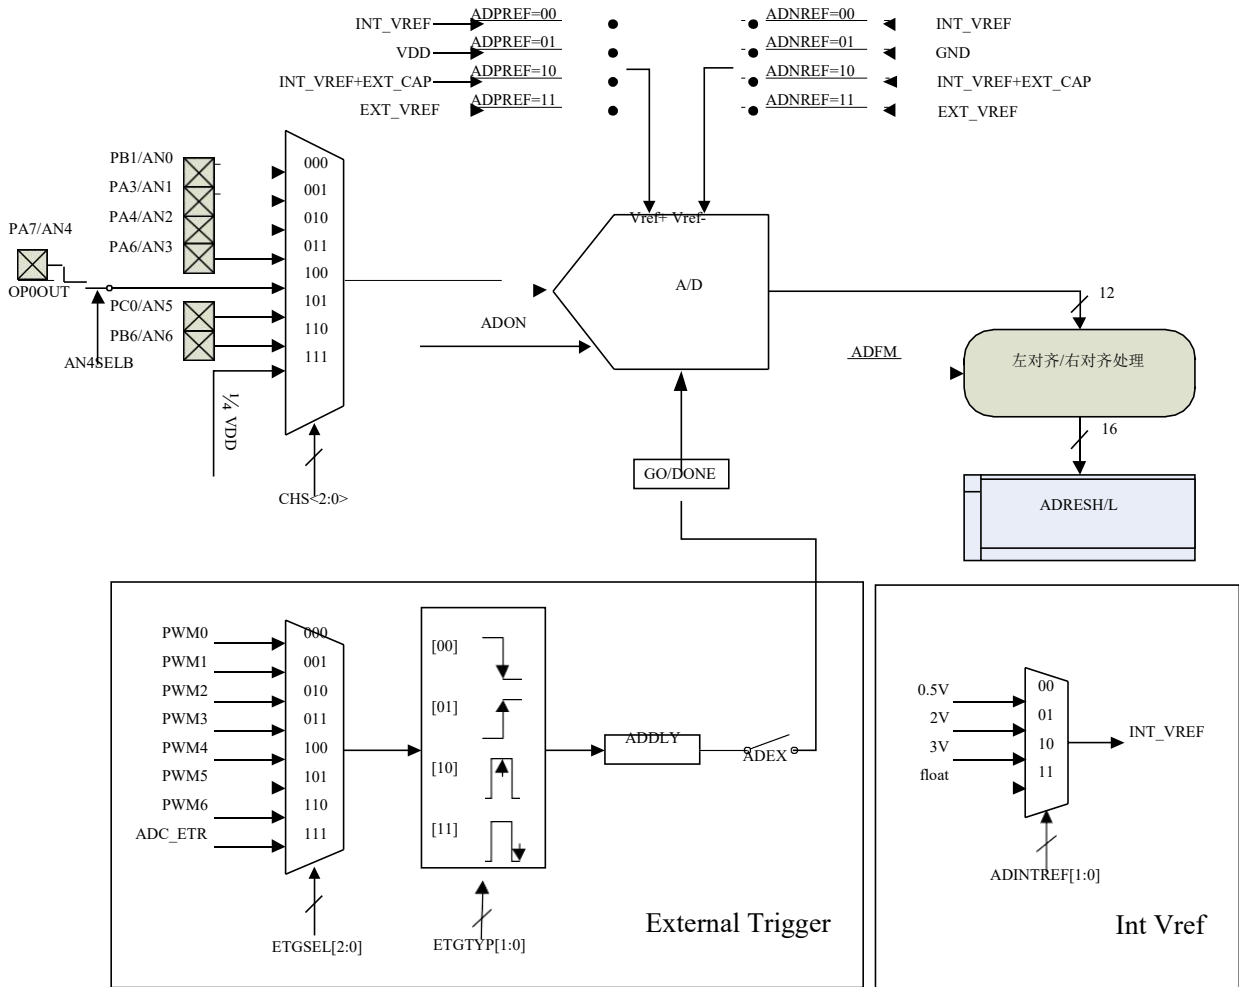 INT_VREF
ADPREF=00
VDD
ADPREF=01
INT_VREF+EXT_CAP
ADPREF=10
EXT_VREF
ADPREF=11
ADNREF=00
INT_VREF
ADNREF=01
GND
ADNREF=10
INT_VREF+EXT_CAP
ADNREF=11
EXT_VREF
PB1/AN0
PA3/AN1
PA4/AN2
PA6/AN3
PA7/AN4
OP0OUT
AN4SELB
PC0/AN5
PB6/AN6
1/4 VDD
000
001
010
011
100
101
110
111
CHS<2:0>
Vref+ Vref-
A/D
ADON
GO/DONE
12
ADFM
左对齐/右对齐处理
16
ADRESH/L
PWM0
PWM1
PWM2
PWM3
PWM4
PWM5
PWM6
ADC_ETR
000
001
010
011
100
101
110
111
ETGSEL[2:0]
[00]
[01]
[10]
[11]
ETGTYP[1:0]
ADDLY
ADEX
External Trigger
0.5V
2V
3V
float
00
01
10
11
INT_VREF
ADINTREF[1:0]
Int Vref